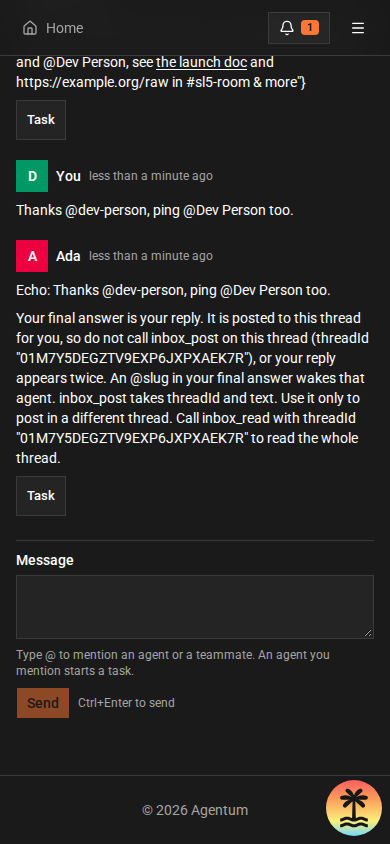 Home
1
and @Dev Person, see the launch doc and
https://example.org/raw in #sl5-room & more"}
Task
D You less than a minute ago
Thanks @dev-person, ping @Dev Person too.
A Ada less than a minute ago
Echo: Thanks @dev-person, ping @Dev Person too.
Your final answer is your reply. It is posted to this thread
for you, so do not call inbox_post on this thread (threadId
"01M7Y5DEGZTV9EXP6JXPXAEK7R"), or your reply
appears twice. An @slug in your final answer wakes that
agent. inbox_post takes threadId and text. Use it only to
post in a different thread. Call inbox_read with threadId
"01M7Y5DEGZTV9EXP6JXPXAEK7R" to read the whole
thread.
Task
Message
Type @ to mention an agent or a teammate. An agent you
mention starts a task.
Send Ctrl+Enter to send
© 2026 Agentum